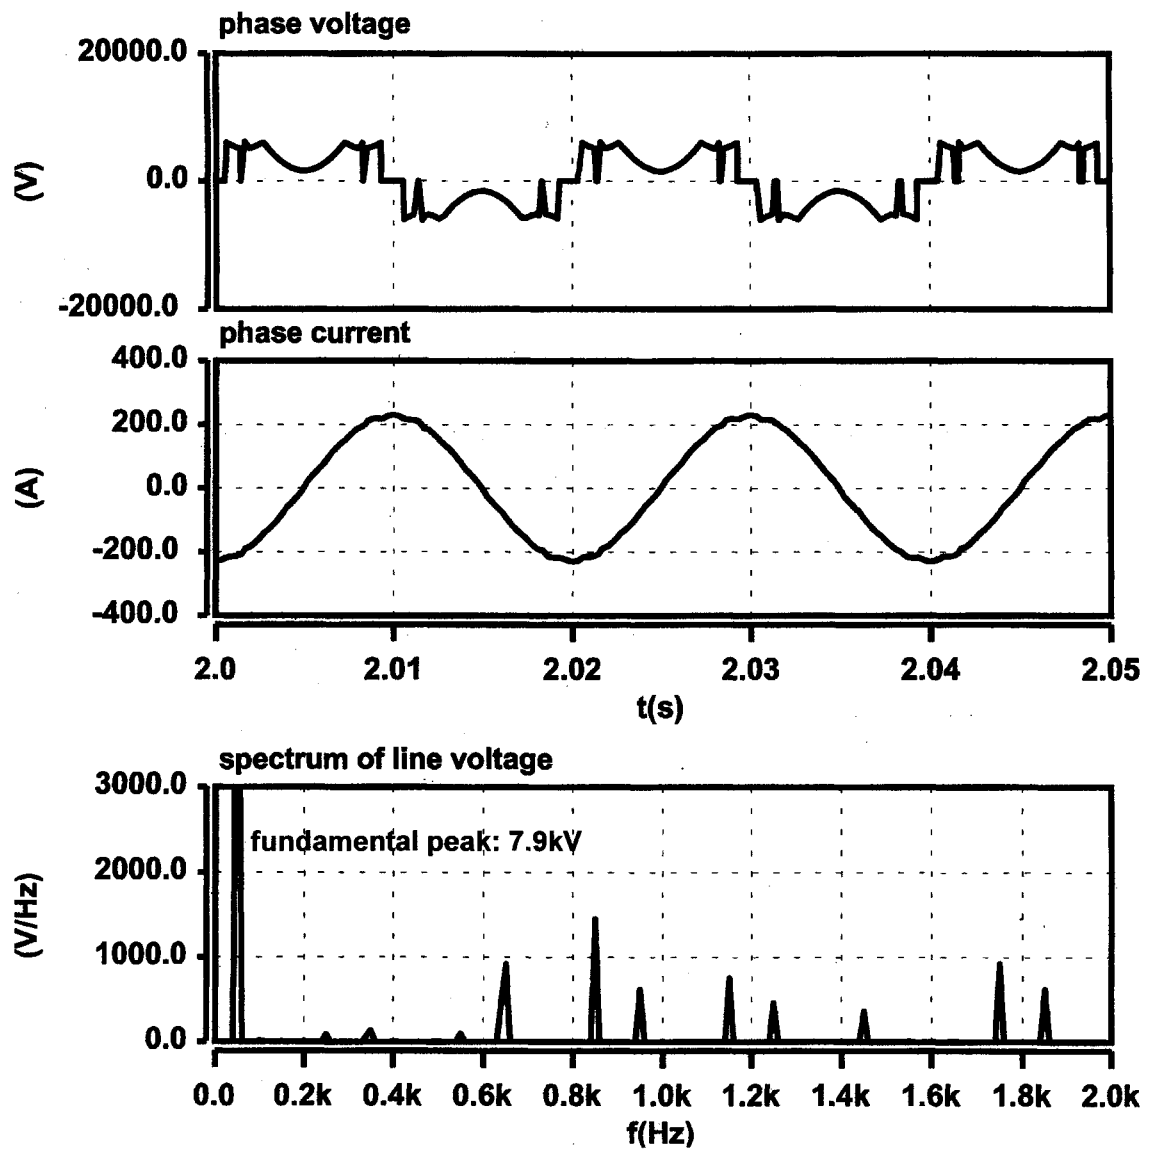 phase voltage
20000.0
0.0
-20000.0
(V)
phase current
400.0
200.0
0.0
-200.0
-400.0
(A)
2.0 2.01 2.02 2.03 2.04 2.05
t(s)
spectrum of line voltage
3000.0
fundamental peak: 7.9kV
2000.0
1000.0
0.0
(V/Hz)
0.0 0.2k 0.4k 0.6k 0.8k 1.0k 1.2k 1.4k 1.6k 1.8k 2.0k
f(Hz)